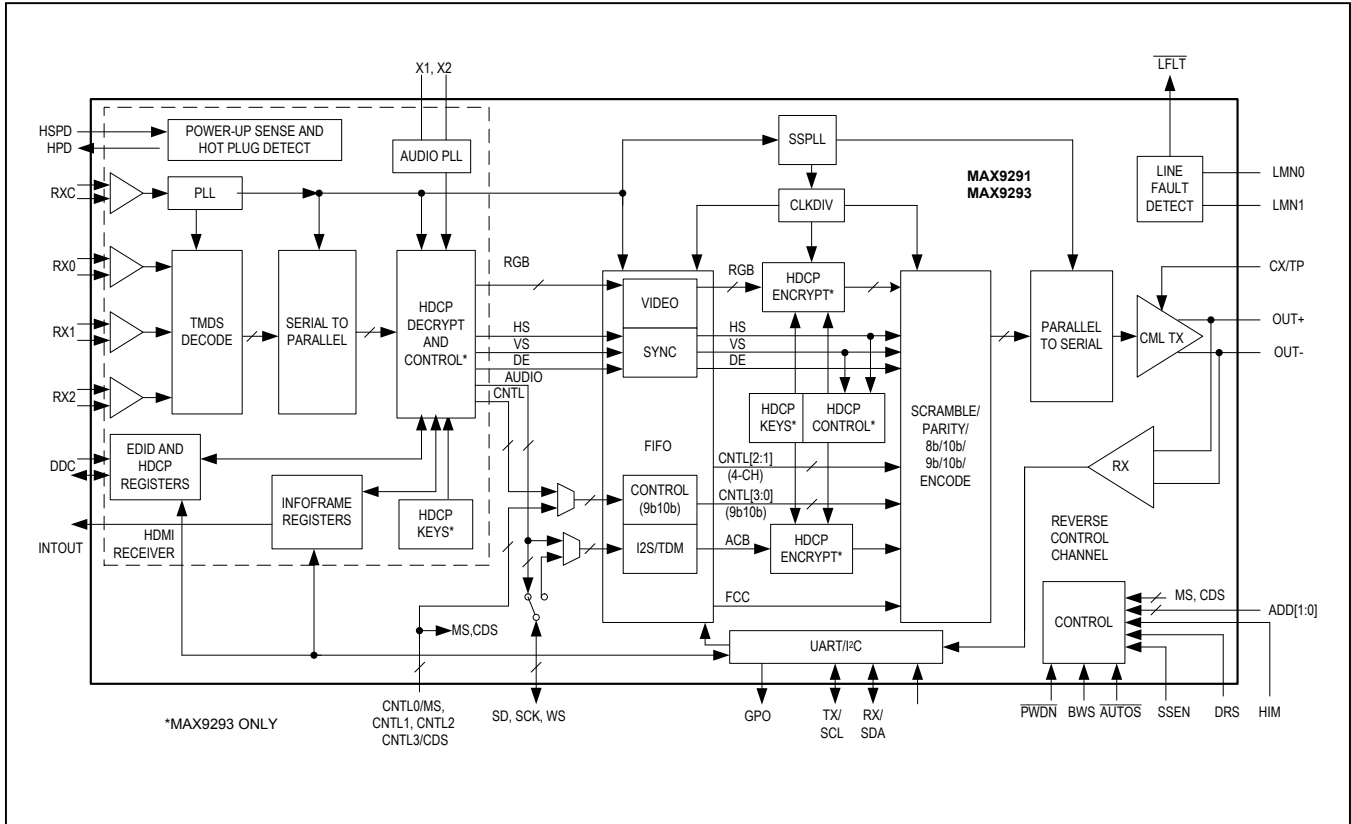 X1, X2
LFLT
HSPD
HPD
POWER-UP SENSE AND
HOT PLUG DETECT
AUDIO PLL
SSPLL
MAX9291
MAX9293
LINE
FAULT
DETECT
LMN0
LMN1
RXC
PLL
CLKDIV
RX0
RX1
RX2
TMDS
DECODE
SERIAL TO
PARALLEL
HDCP
DECRYPT
AND
CONTROL*
RGB
HS
VS
DE
AUDIO
CNTL
VIDEO
SYNC
RGB
HS
VS
DE
HDCP
ENCRYPT*
HDCP
KEYS*
HDCP
CONTROL*
SCRAMBLE/
PARITY/
8b/10b/
9b/10b/
ENCODE
PARALLEL
TO SERIAL
CML TX
CX/TP
OUT+
OUT-
DDC
EDID AND
HDCP
REGISTERS
INFOFRAME
REGISTERS
HDCP
KEYS*
INTOUT
HDMI
RECEIVER
FIFO
CONTROL
(9b10b)
I2S/TDM
CNTL[2:1]
(4-CH)
CNTL[3:0]
(9b10b)
ACB
HDCP
ENCRYPT*
FCC
RX
REVERSE
CONTROL
CHANNEL
MS,CDS
UART/I²C
CONTROL
MS, CDS
ADD[1:0]
*MAX9293 ONLY
CNTL0/MS,
CNTL1, CNTL2
CNTL3/CDS
SD, SCK, WS
GPO
TX/
SCL
RX/
SDA
PWDN
BWS
AUTOS
SSEN
DRS
HIM